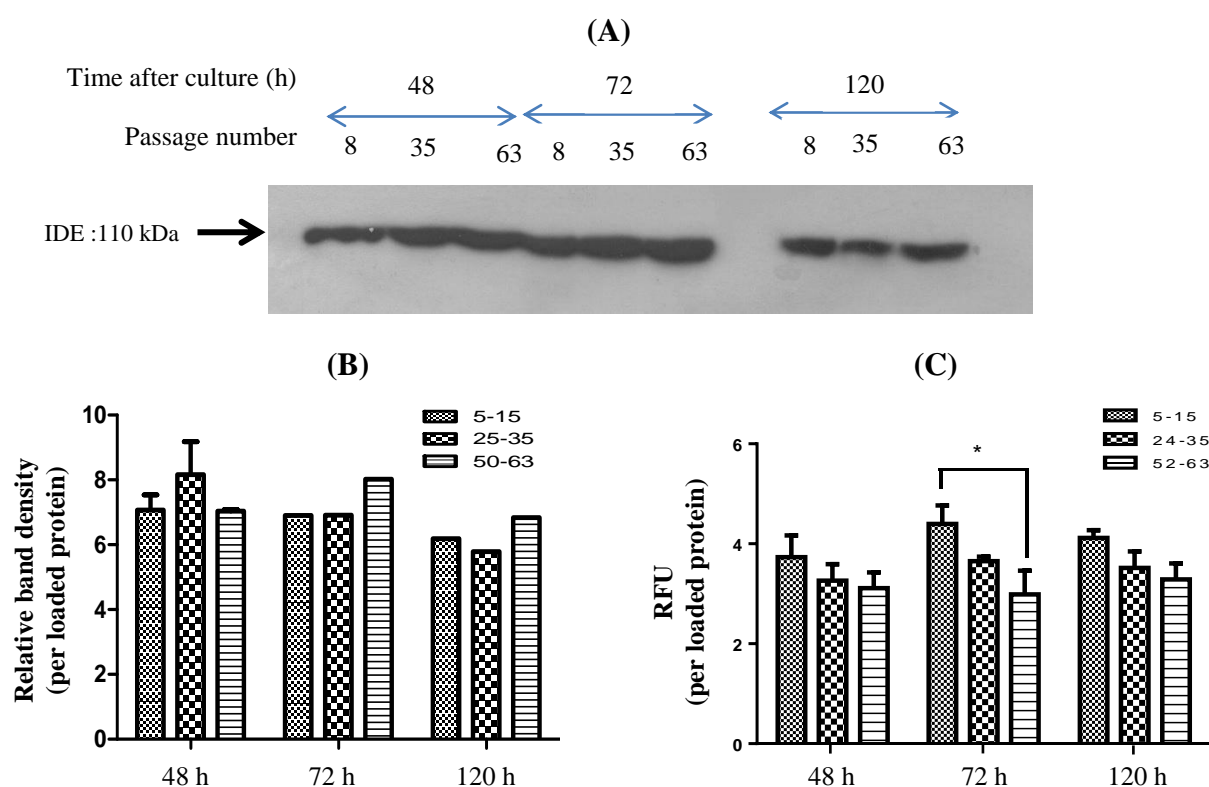 (A)
Time after culture (h) 48 72 120
Passage number 8 35 63 8 35 63 8 35 63
IDE :110 kDa
(B)
Relative band density
(per loaded protein)
10
8
6
4
2
0
5-15
25-35
50-63
48 h 72 h 120 h
(C)
RFU
(per loaded protein)
6
4
2
0
5-15
24-35
52-63
*
48 h 72 h 120 h